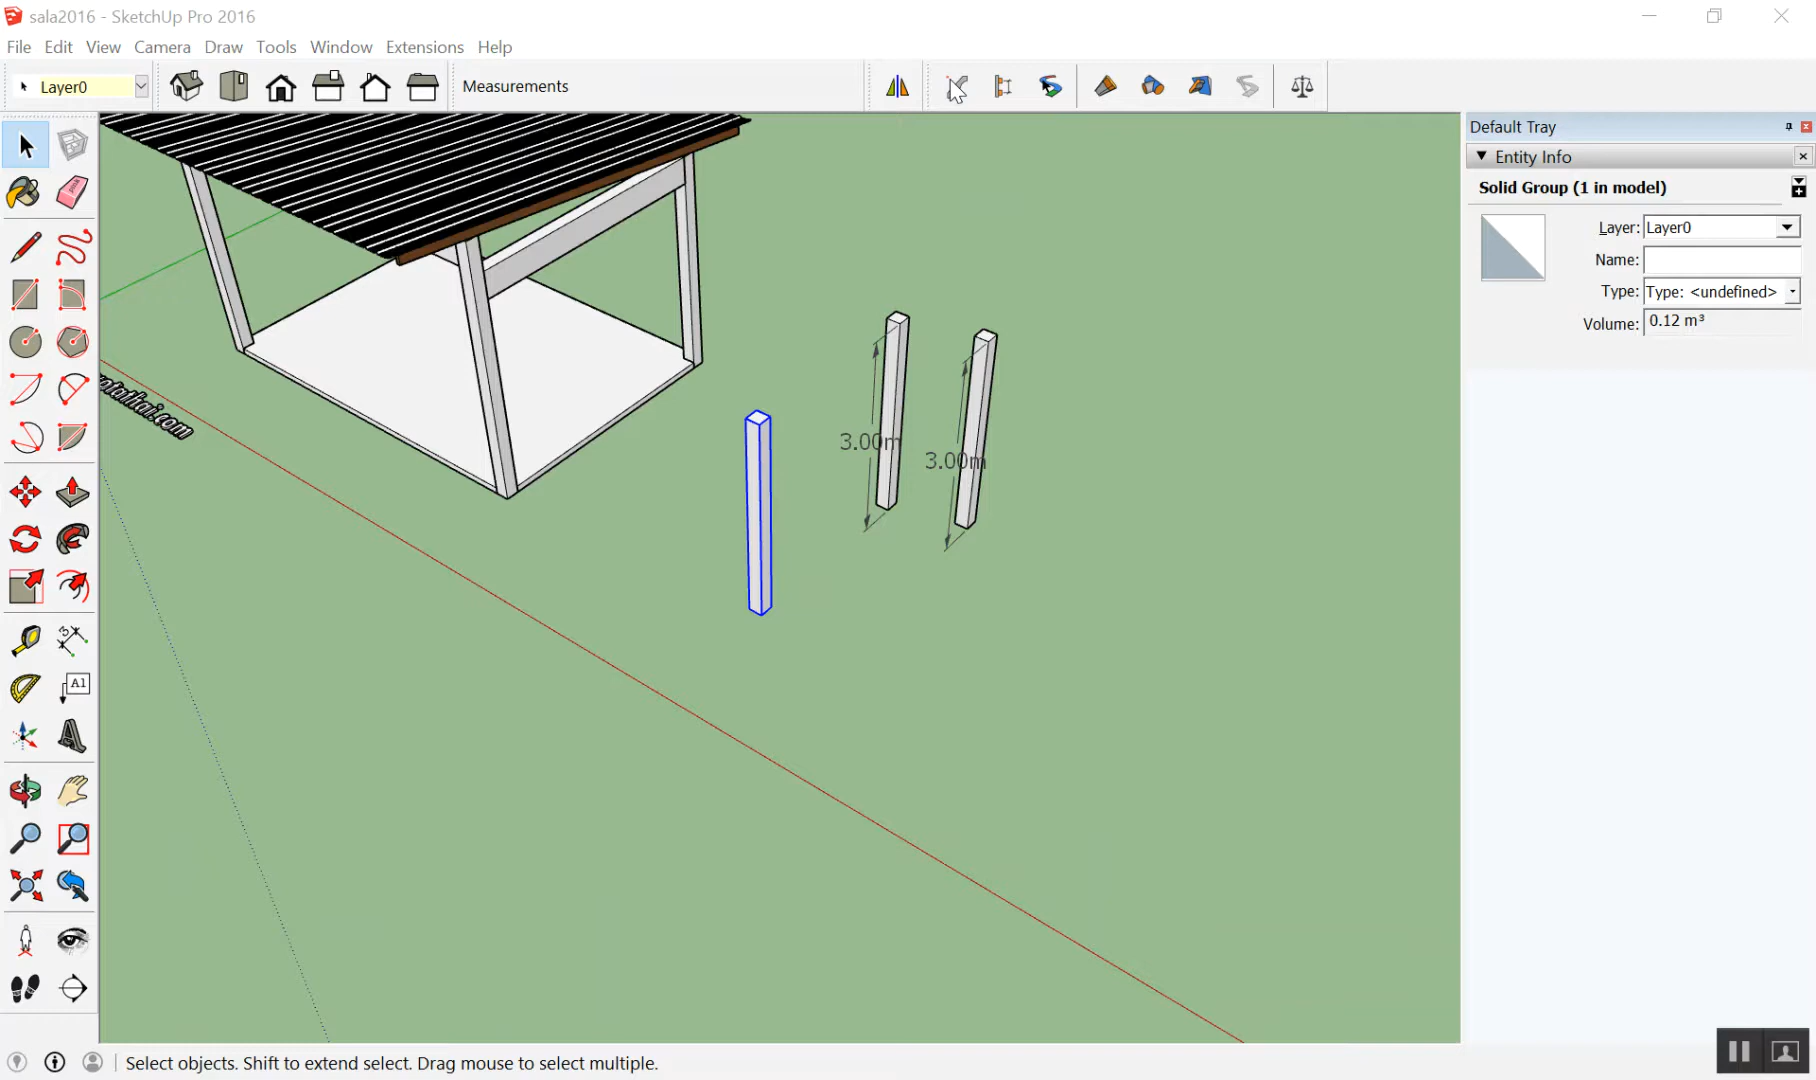 sala2016 - SketchUp Pro 2016
File Edit View Camera Draw Tools Window Extensions Help
Layer0
Measurements
Default Tray
Entity Info
Solid Group (1 in model)
Layer: Layer0
Name:
Type: Type: <undefined>
Volume: 0.12 m³
3.00m
3.00m
A1
Select objects. Shift to extend select. Drag mouse to select multiple.